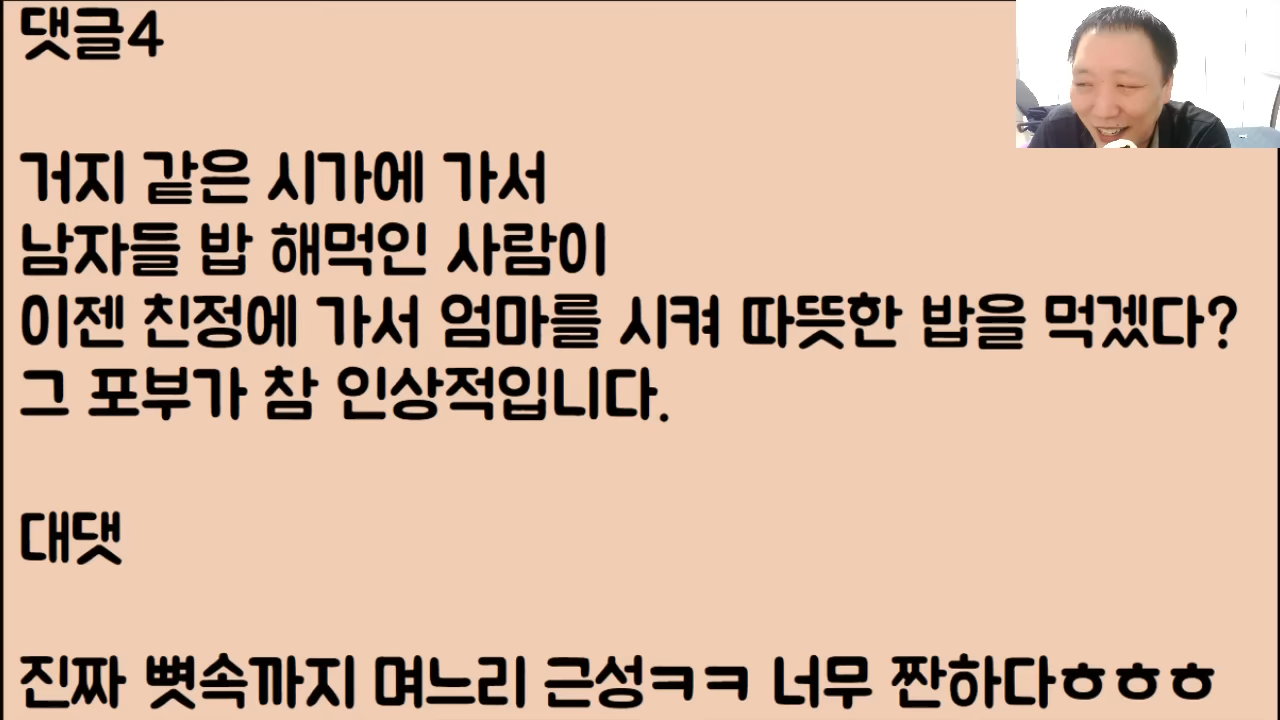 댓글4
거지 같은 시가에 가서
남자들 밥 해먹인 사람이
이젠 친정에 가서 엄마를 시켜 따뜻한 밥을 먹겠다?
그 포부가 참 인상적입니다.
대댓
진짜 뼛속까지 며느리 근성ㅋㅋ 너무 짠하다ㅎㅎㅎ